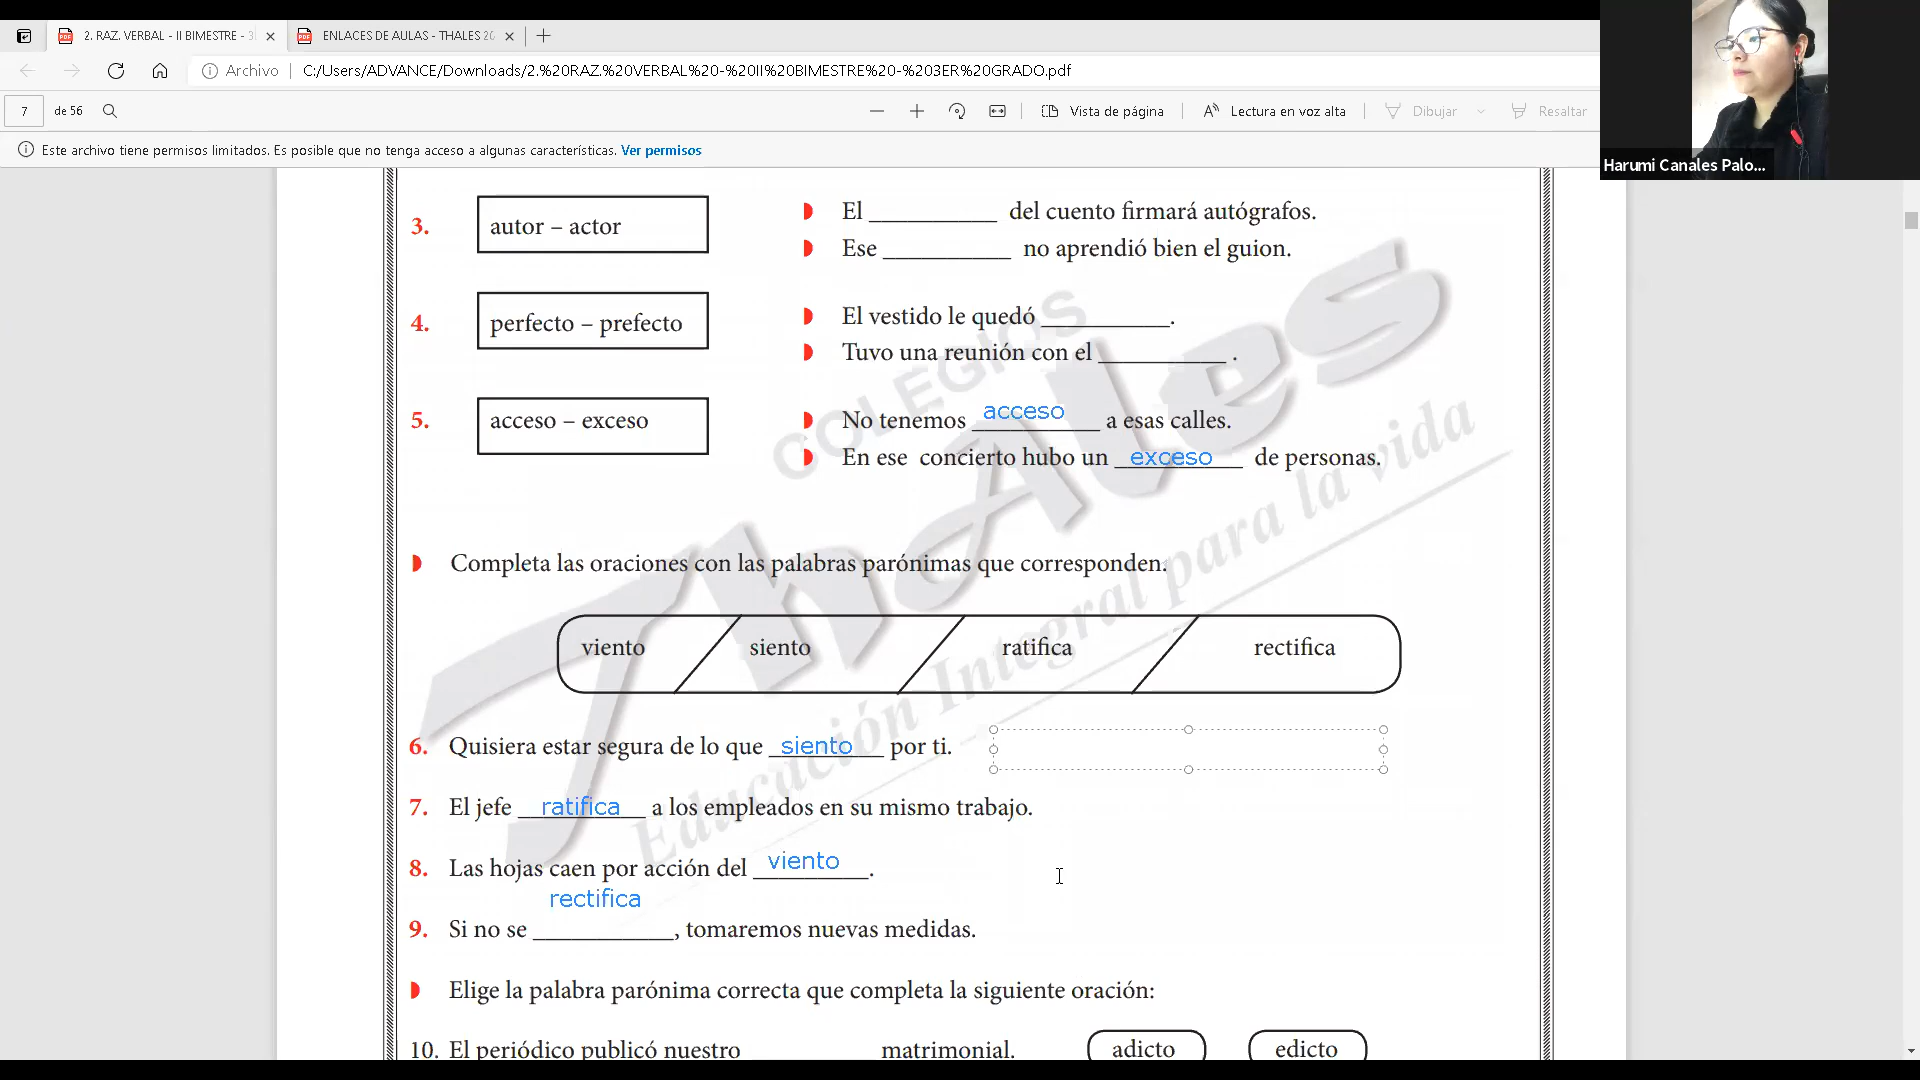 2. RAZ. VERBAL - II BIMESTRE - 3
ENLACES DE AULAS - THALES 20
Archivo
C:/Users/ADVANCE/Downloads/2.%20RAZ.%20VERBAL%20-%20II%20BIMESTRE%20-%203ER%20GRADO.pdf
7 de 56
Vista de página
Lectura en voz alta
Dibujar
Resaltar
Este archivo tiene permisos limitados. Es posible que no tenga acceso a algunas características. Ver permisos
Harumi Canales Palo...
3. autor – actor
El __________ del cuento firmará autógrafos.
Ese __________ no aprendió bien el guion.
4. perfecto – prefecto
El vestido le quedó __________.
Tuvo una reunión con el __________ .
5. acceso – exceso
No tenemos acceso a esas calles.
En ese concierto hubo un exceso de personas.
COLEGIOS
Thales
Educación Integral para la vida
Completa las oraciones con las palabras parónimas que corresponden.
viento siento ratifica rectifica
6. Quisiera estar segura de lo que siento por ti.
7. El jefe ratifica a los empleados en su mismo trabajo.
8. Las hojas caen por acción del viento.
rectifica
9. Si no se ___________, tomaremos nuevas medidas.
Elige la palabra parónima correcta que completa la siguiente oración:
10. El periódico publicó nuestro matrimonial. adicto edicto